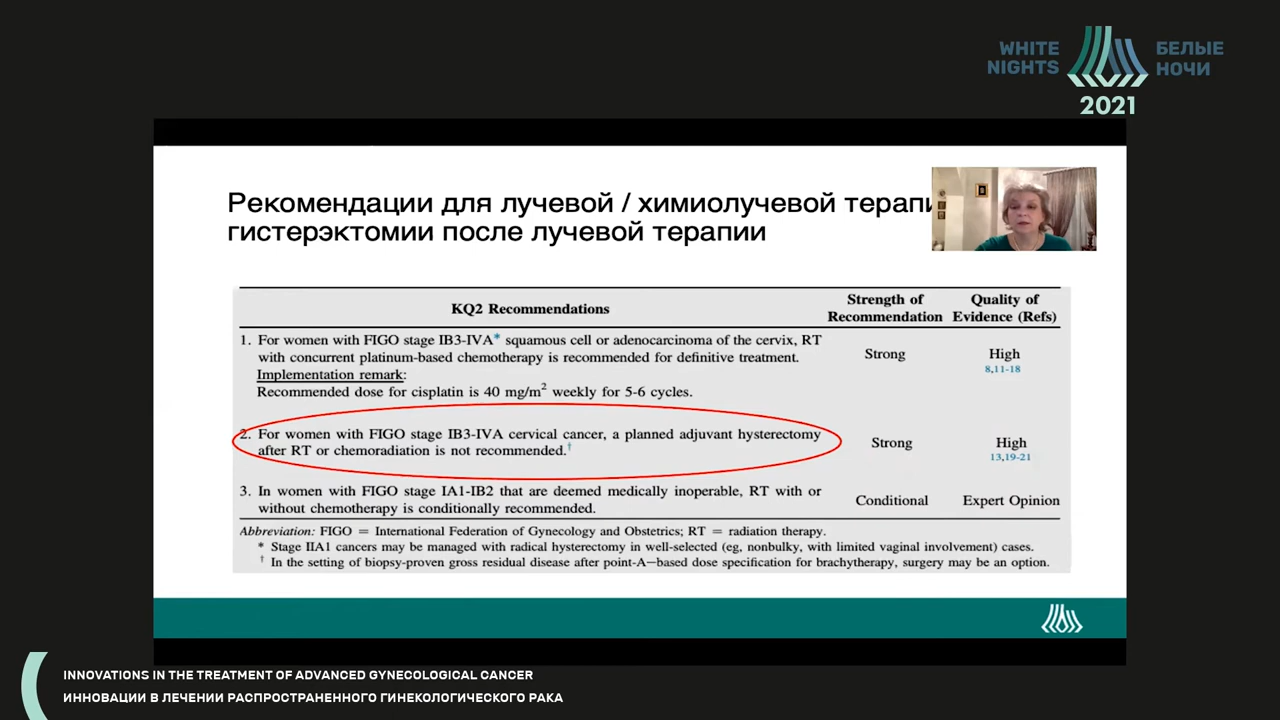 WHITE
NIGHTS
БЕЛЫЕ
НОЧИ
2021
Рекомендации для лучевой / химиолучевой терапи
гистерэктомии после лучевой терапии
KQ2 Recommendations
Strength of
Recommendation
Quality of
Evidence (Refs)
1. For women with FIGO stage IB3-IVA* squamous cell or adenocarcinoma of the cervix, RT
with concurrent platinum-based chemotherapy is recommended for definitive treatment.
Implementation remark:
Recommended dose for cisplatin is 40 mg/m² weekly for 5-6 cycles.
Strong
High
8,11-18
2. For women with FIGO stage IB3-IVA cervical cancer, a planned adjuvant hysterectomy
after RT or chemoradiation is not recommended.†
Strong
High
13,19-21
3. In women with FIGO stage IA1-IB2 that are deemed medically inoperable, RT with or
without chemotherapy is conditionally recommended.
Conditional
Expert Opinion
Abbreviation: FIGO = International Federation of Gynecology and Obstetrics; RT = radiation therapy.
* Stage IIA1 cancers may be managed with radical hysterectomy in well-selected (eg, nonbulky, with limited vaginal involvement) cases.
† In the setting of biopsy-proven gross residual disease after point-A—based dose specification for brachytherapy, surgery may be an option.
INNOVATIONS IN THE TREATMENT OF ADVANCED GYNECOLOGICAL CANCER
ИННОВАЦИИ В ЛЕЧЕНИИ РАСПРОСТРАНЕННОГО ГИНЕКОЛОГИЧЕСКОГО РАКА